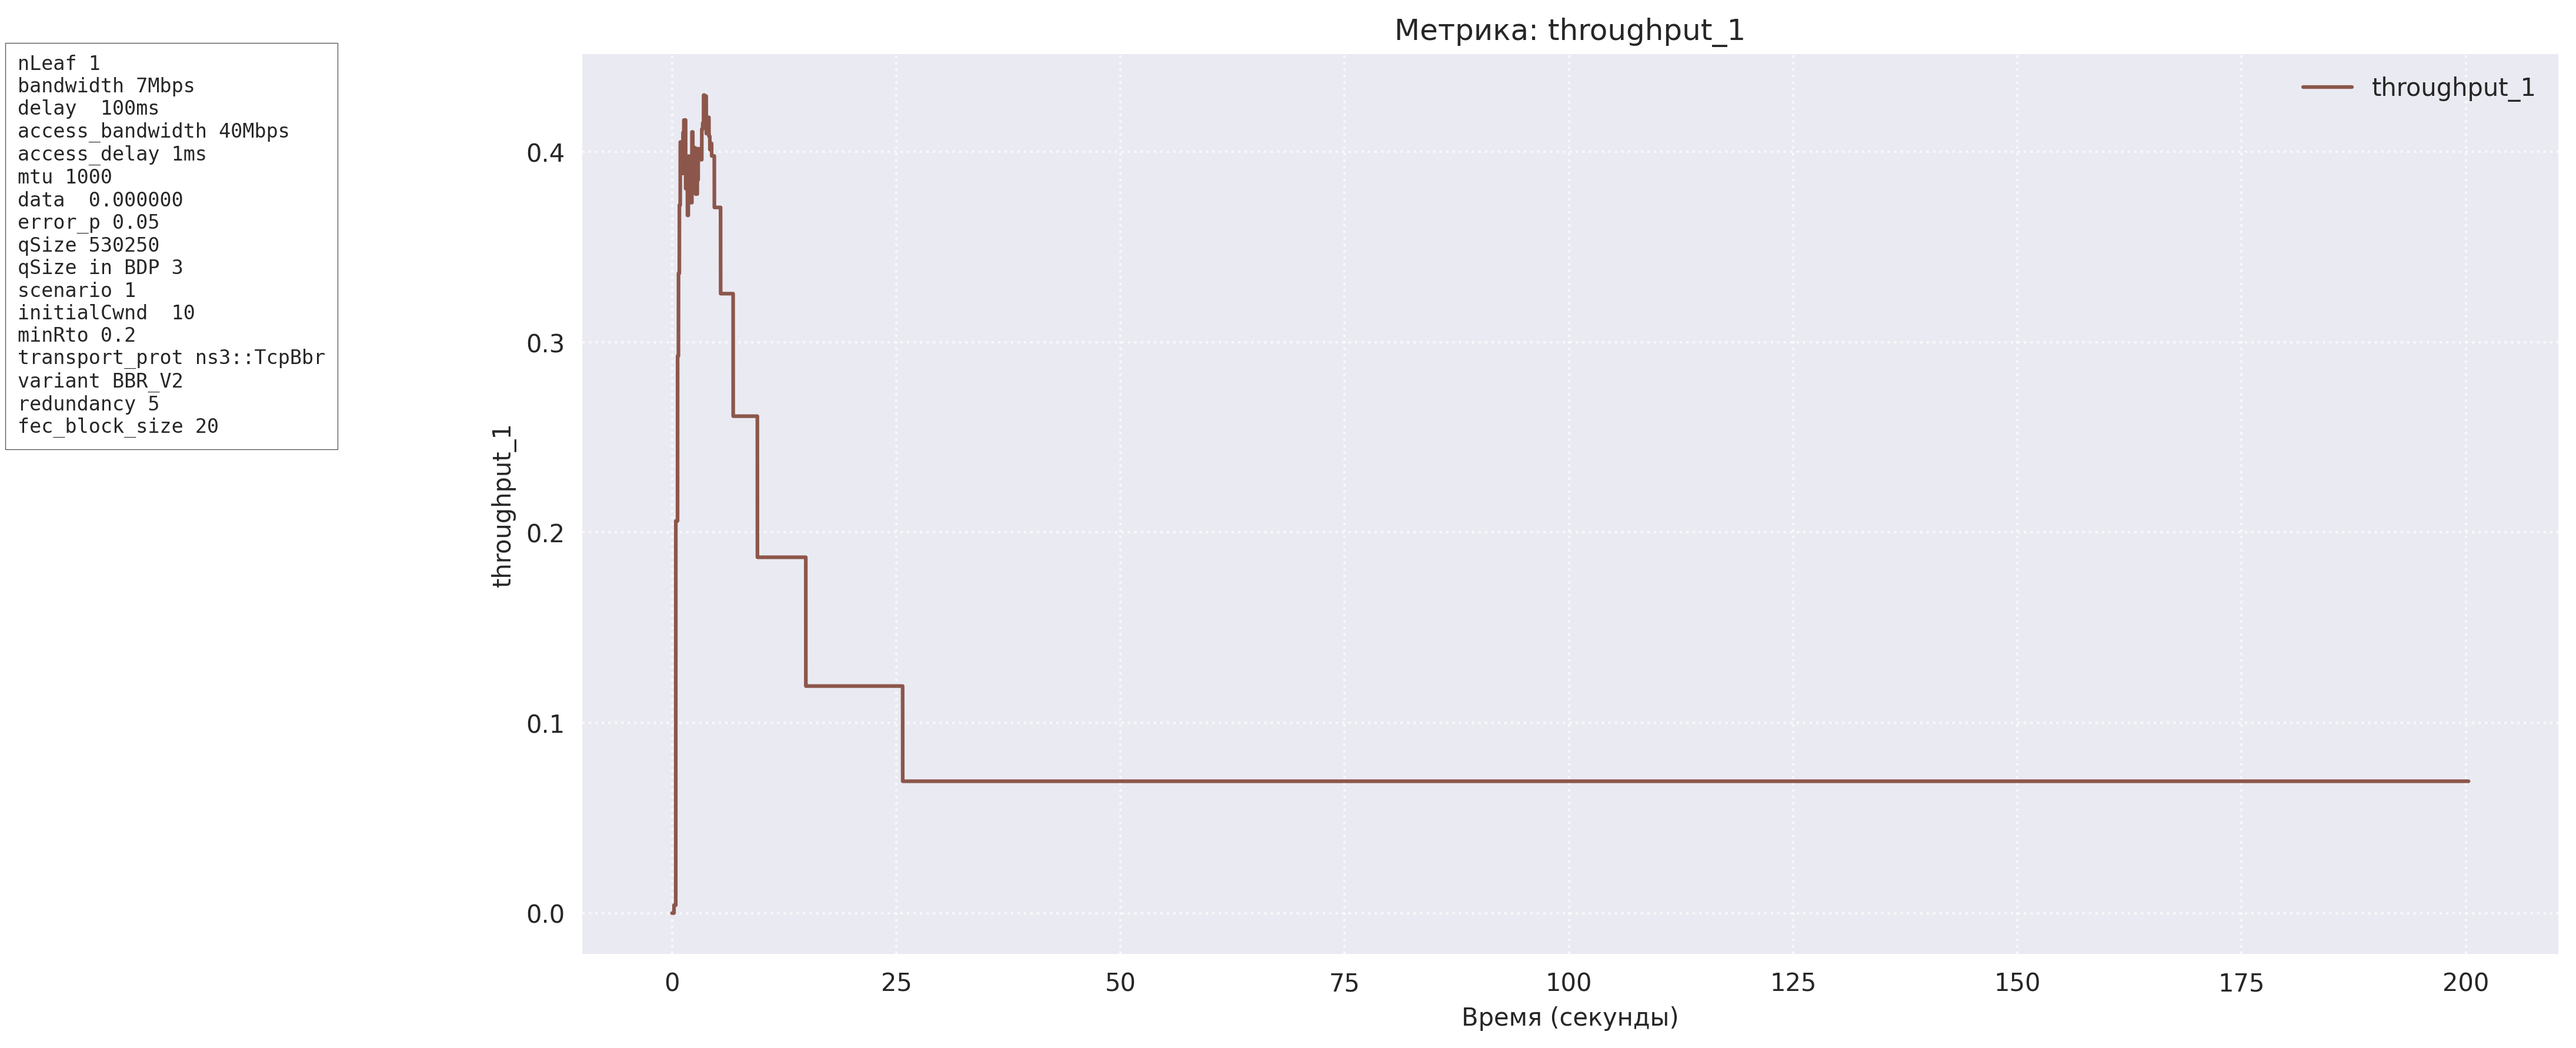 Метрика: throughput_1
nLeaf 1
bandwidth 7Mbps
delay  100ms
access_bandwidth 40Mbps
access_delay 1ms
mtu 1000
data  0.000000
error_p 0.05
qSize 530250
qSize in BDP 3
scenario 1
initialCwnd  10
minRto 0.2
transport_prot ns3::TcpBbr
variant BBR_V2
redundancy 5
fec_block_size 20
throughput_1
throughput_1
0.4
0.3
0.2
0.1
0.0
0 25 50 75 100 125 150 175 200
Время (секунды)